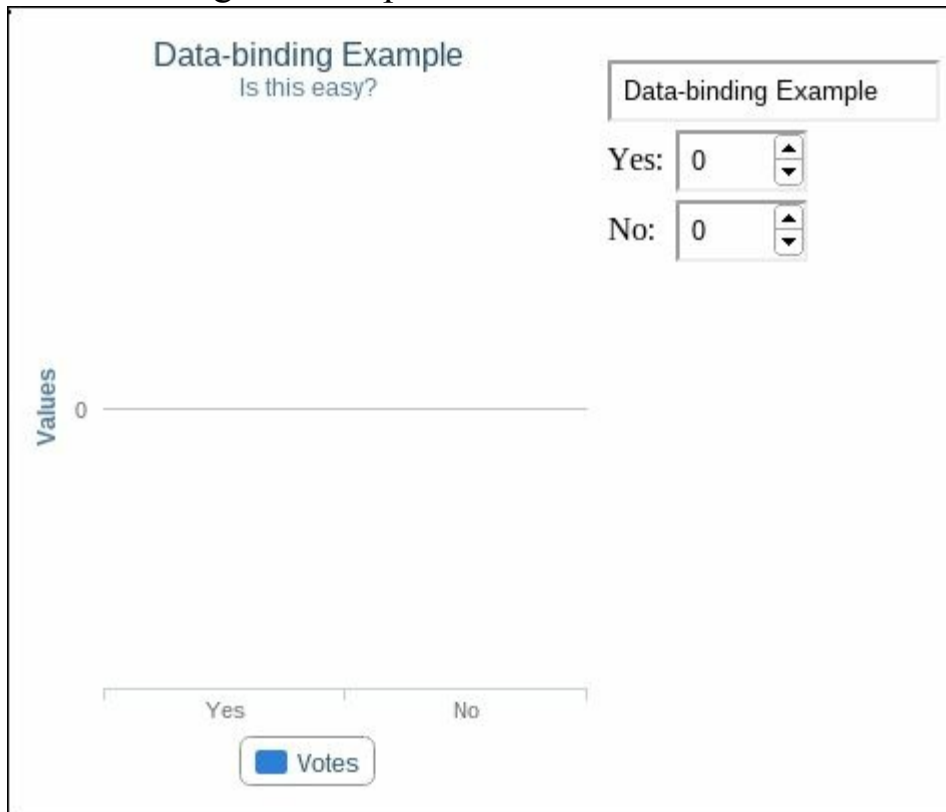 Data-binding Example
Is this easy?
Data-binding Example
Yes: 0
No: 0
Values
0
Yes No
Votes